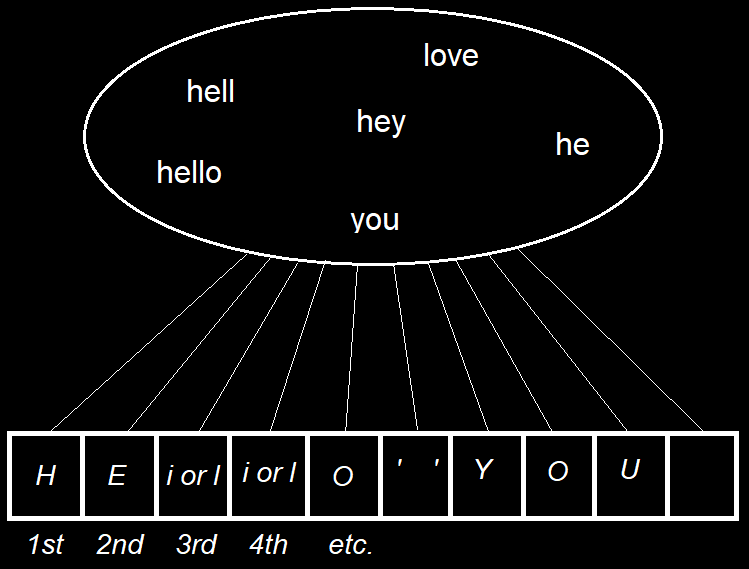 love
hell
hey
he
hello
you
H E i or l i or l O ' ' Y O U
1st 2nd 3rd 4th etc.